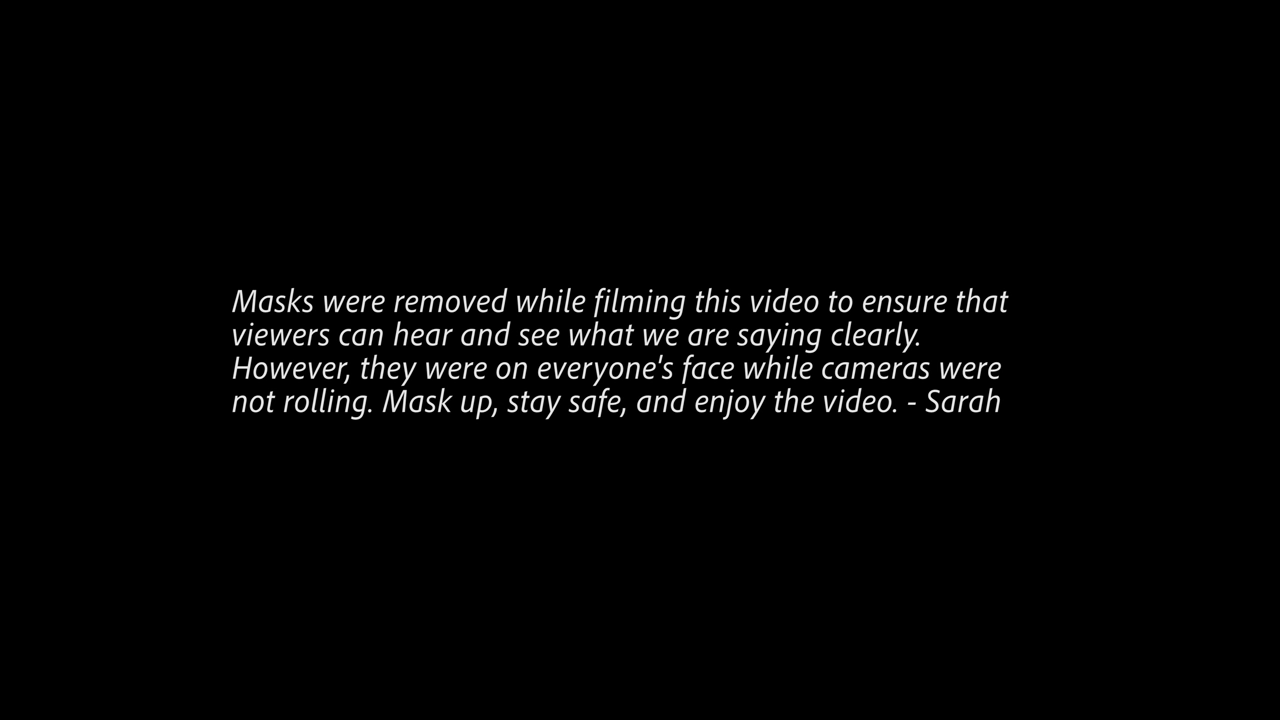 Masks were removed while filming this video to ensure that
viewers can hear and see what we are saying clearly.
However, they were on everyone's face while cameras were
not rolling. Mask up, stay safe, and enjoy the video. - Sarah